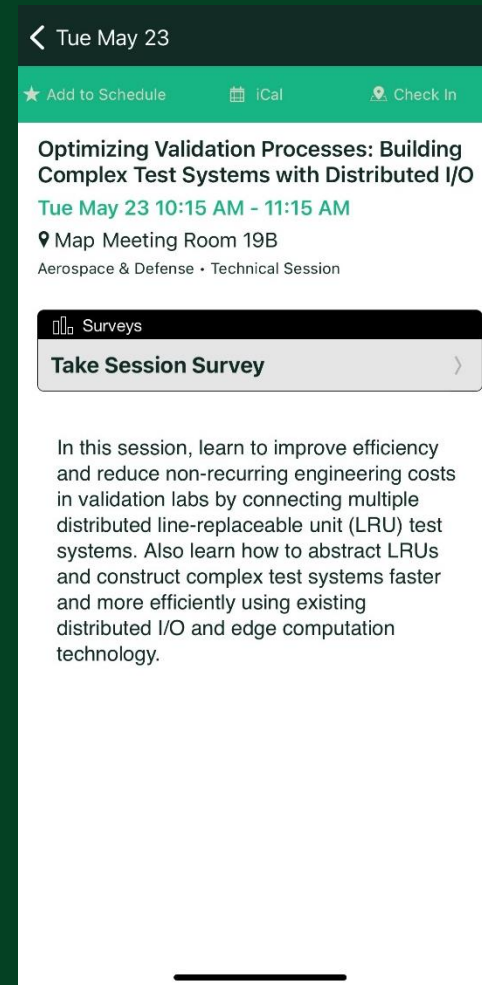 Tue May 23
Add to Schedule
iCal
Check In
Optimizing Validation Processes: Building
Complex Test Systems with Distributed I/O
Tue May 23 10:15 AM - 11:15 AM
Map Meeting Room 19B
Aerospace & Defense • Technical Session
Surveys
Take Session Survey
In this session, learn to improve efficiency
and reduce non-recurring engineering costs
in validation labs by connecting multiple
distributed line-replaceable unit (LRU) test
systems. Also learn how to abstract LRUs
and construct complex test systems faster
and more efficiently using existing
distributed I/O and edge computation
technology.